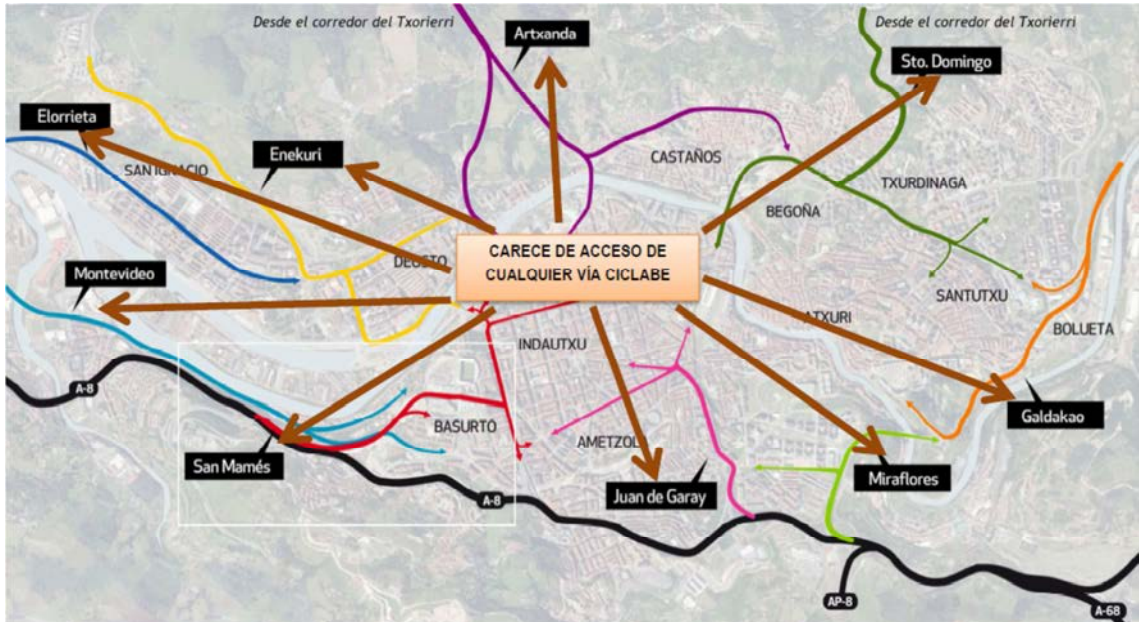 Desde el corredor del Txorierri
Desde el corredor del Txorierri
Artxanda
Sto. Domingo
Elorrieta
SAN IGNACIO
Enekuri
CASTAÑOS
TXURDINAGA
BEGOÑA
CARECE DE ACCESO DE
CUALQUIER VÍA CICLABE
DEUSTO
Montevideo
SANTUTXU
ATXURI
BOLUETA
INDAUTXU
A-8
Galdakao
BASURTO
AMETZOLA
San Mamés
Miraflores
Juan de Garay
A-8
AP-8
A-68